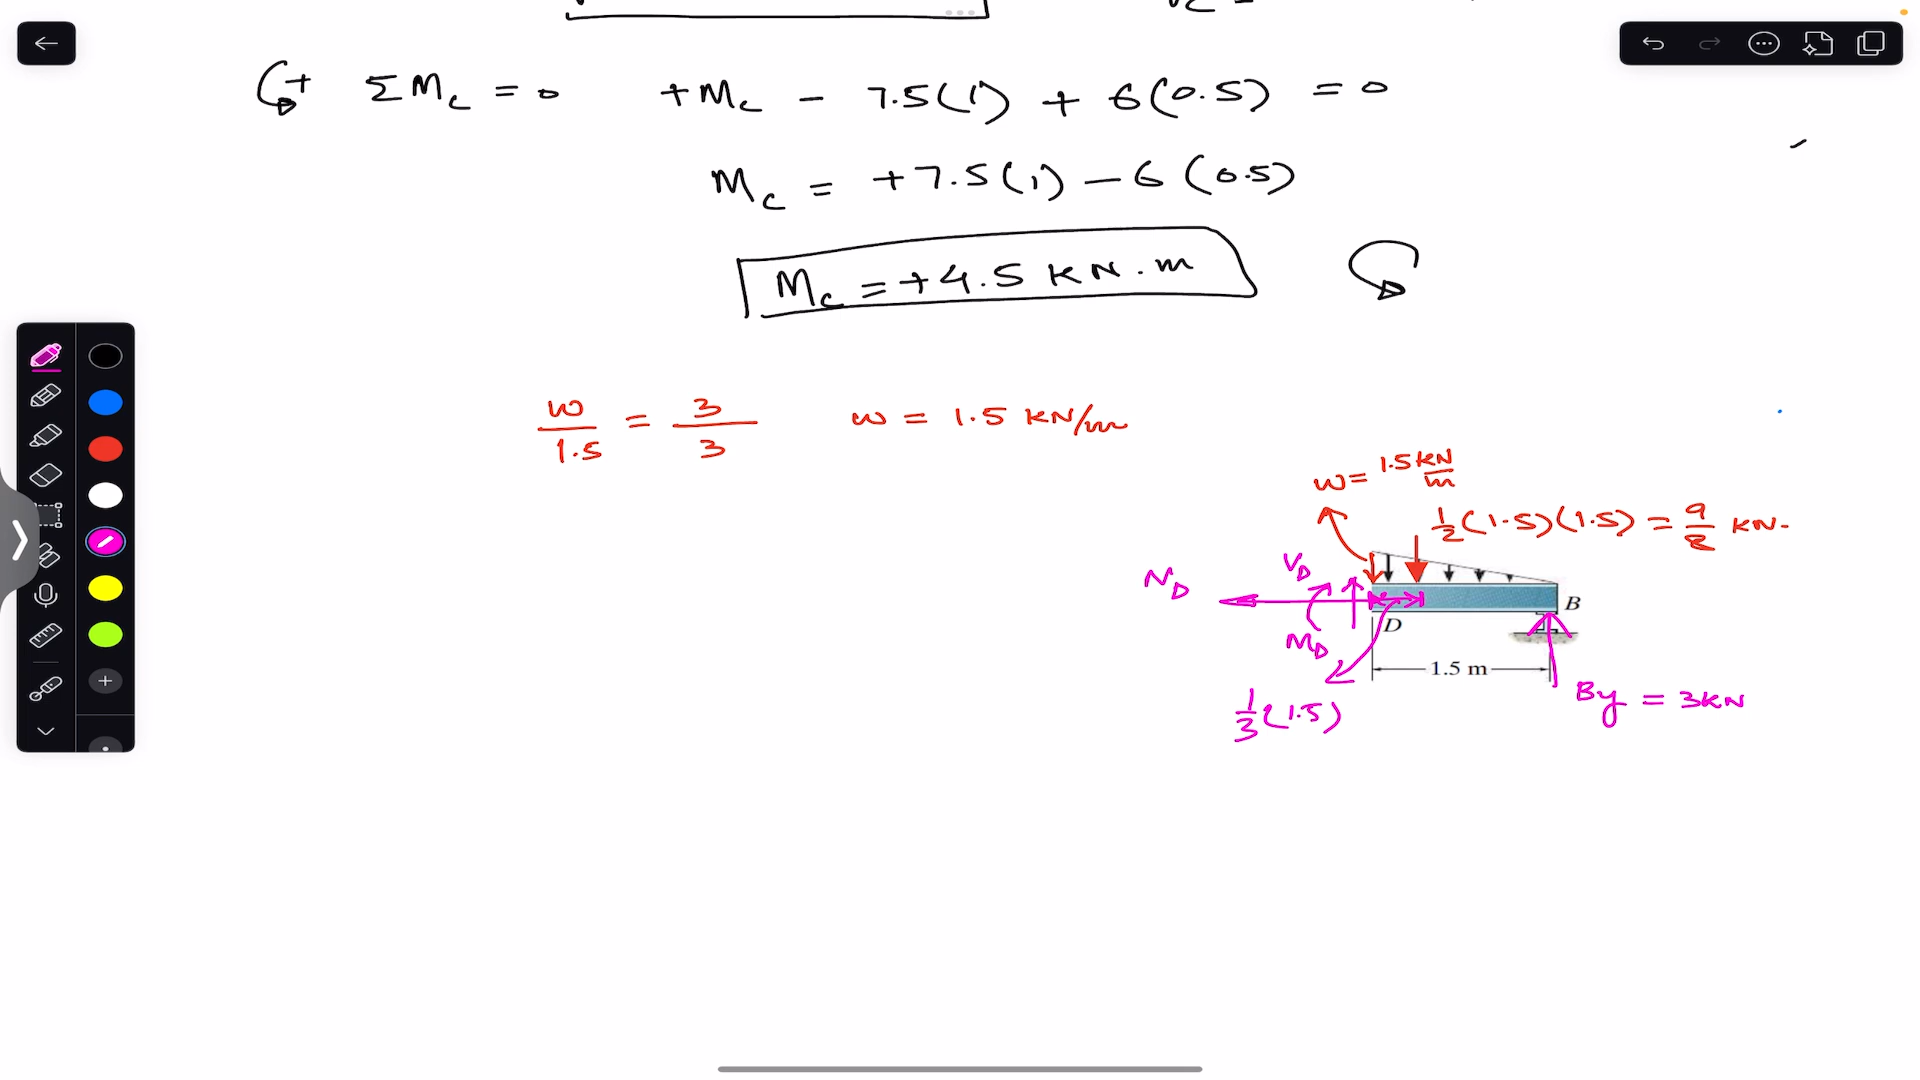 ΣM_c = 0 +M_c - 7.5(1) + 6(0.5) = 0
M_c = +7.5(1) - 6(0.5)
M_c = +4.5 KN.m
w/1.5 = 3/3 w = 1.5 KN/m
w = 1.5 KN/m
1/2 (1.5)(1.5) = 9/8 KN.
N_D
V_D
M_D
D
B
1.5 m
1/3 (1.5)
By = 3KN